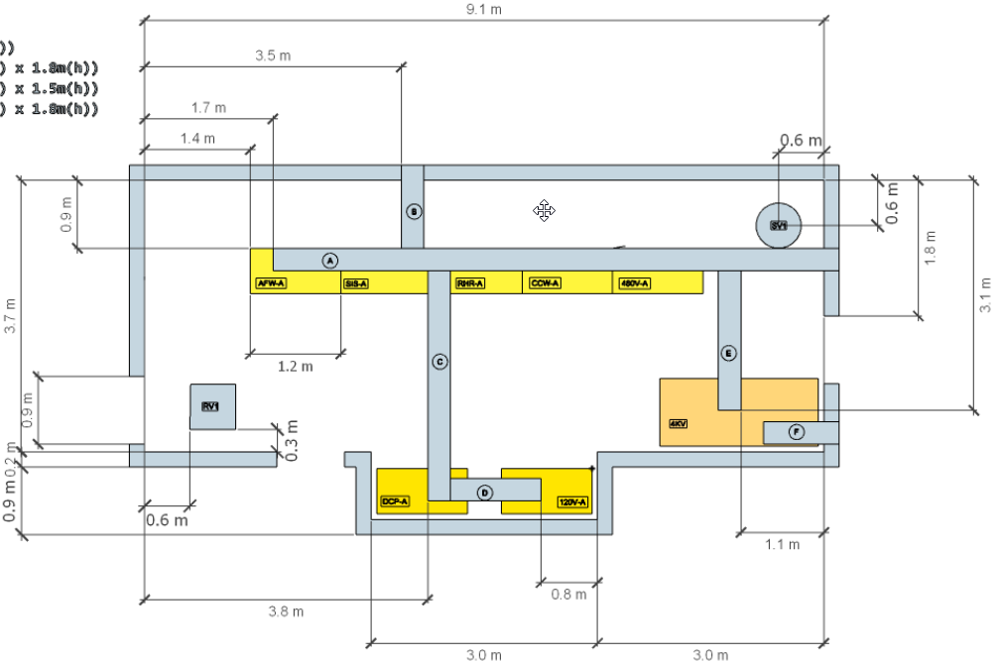 9.1 m
))
) x 1.8m(h))
) x 1.5m(h))
) x 1.8m(h))
3.5 m
1.7 m
1.4 m
0.6 m
0.9 m
B
SV1
0.6 m
1.8 m
A
AFW-A
SIS-A
RHR-A
CCW-A
480V-A
3.7 m
3.1 m
1.2 m
C
E
0.9 m
RV1
4KV
F
0.3 m
0.2 m
0.9 m
DCP-A
D
120V-A
0.6 m
1.1 m
0.8 m
3.8 m
3.0 m
3.0 m